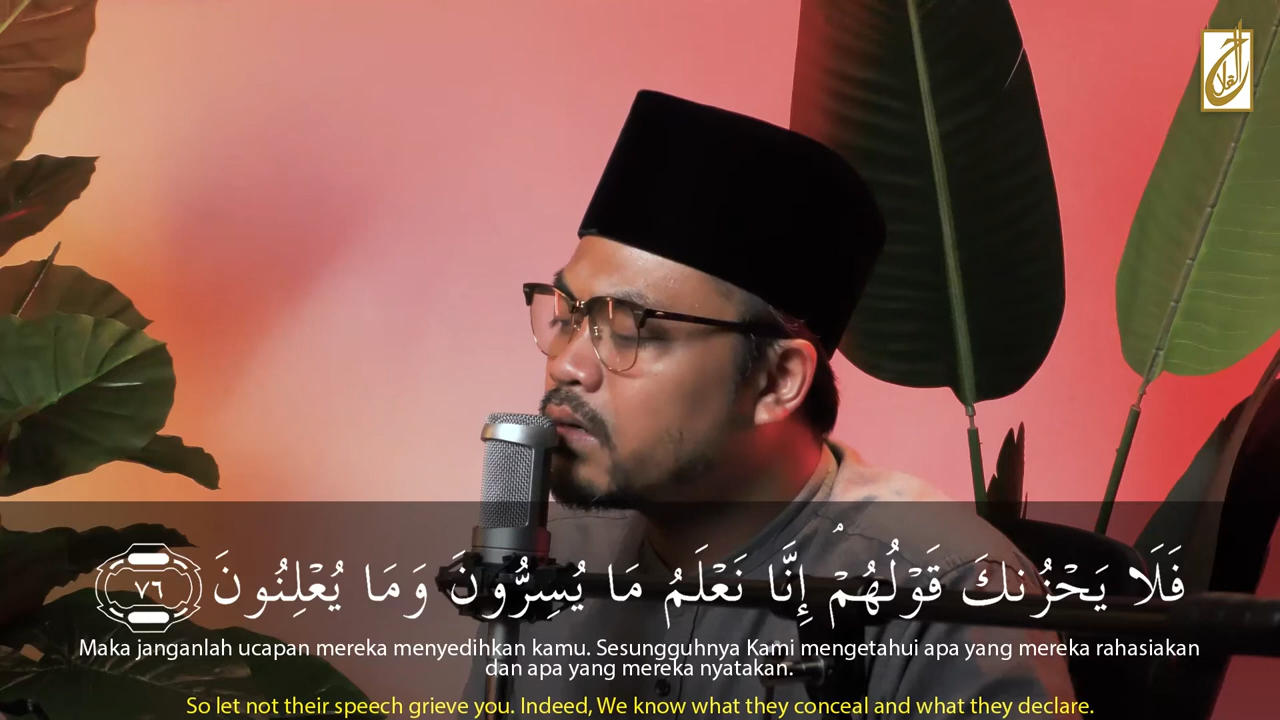 العلا
فَلَا يَحْزُنكَ قَوْلُهُمْ ۘ إِنَّا نَعْلَمُ مَا يُسِرُّونَ وَمَا يُعْلِنُونَ ٧٦
Maka janganlah ucapan mereka menyedihkan kamu. Sesungguhnya Kami mengetahui apa yang mereka rahasiakan
dan apa yang mereka nyatakan.
So let not their speech grieve you. Indeed, We know what they conceal and what they declare.